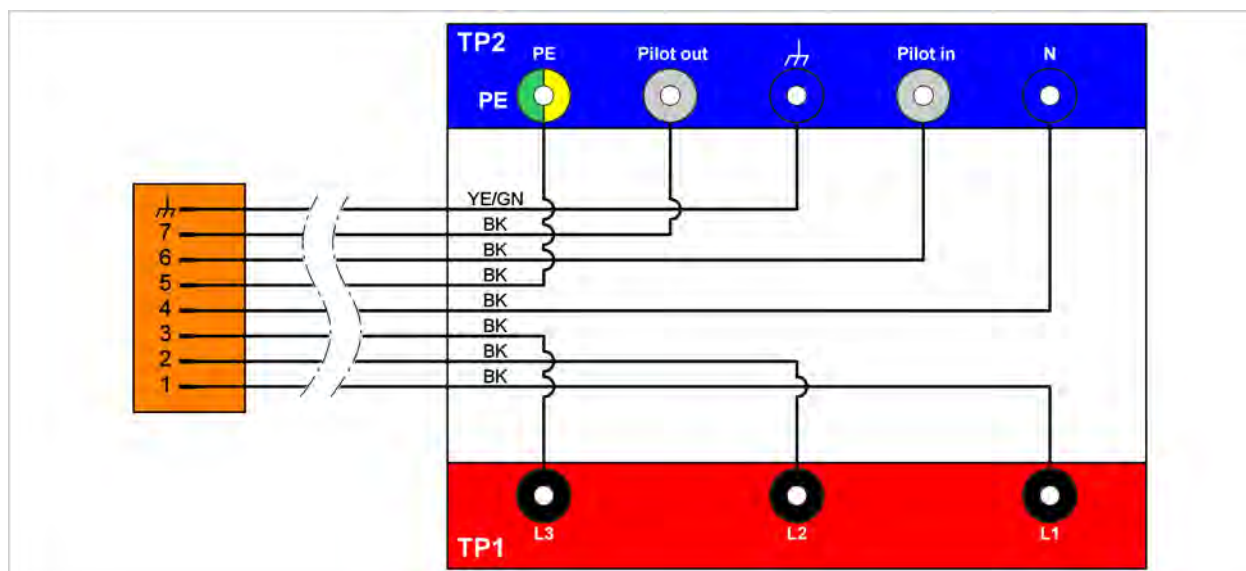 TP2
PE Pilot out Pilot in N
PE
YE/GN
7 BK
6 BK
5 BK
4 BK
3 BK
2 BK
1 BK
L3 L2 L1
TP1